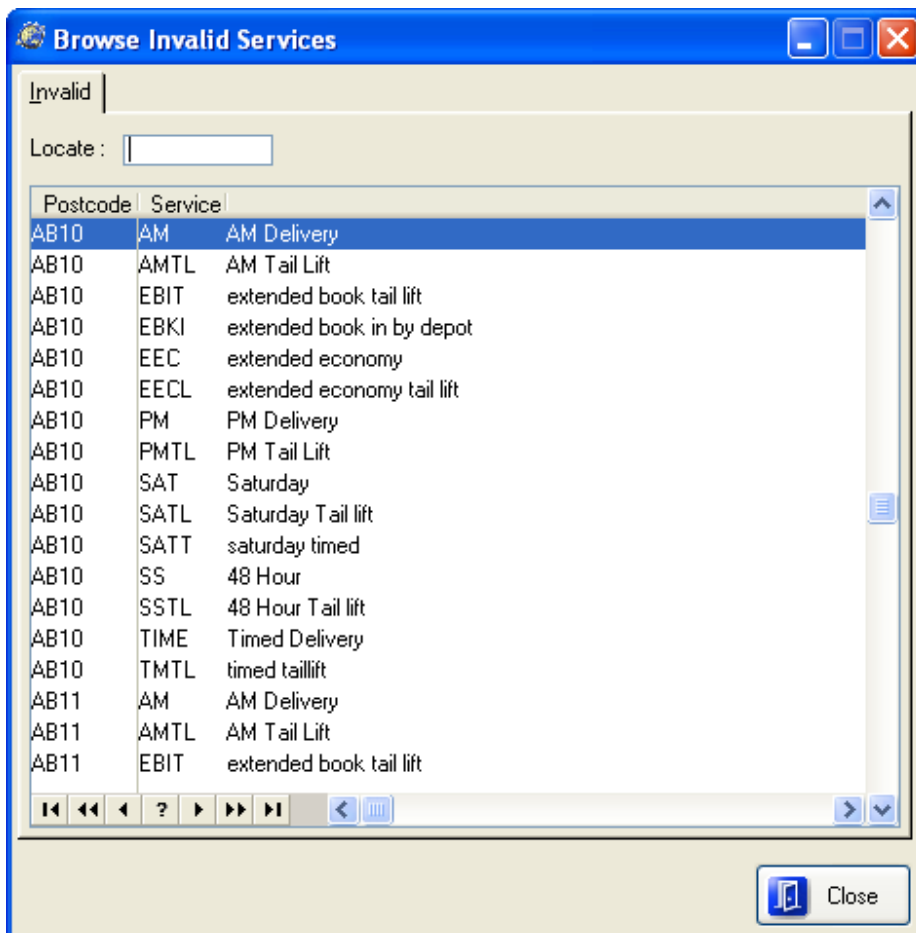 Browse Invalid Services
Invalid
Locate :
Postcode Service
AB10 AM AM Delivery
AB10 AMTL AM Tail Lift
AB10 EBIT extended book tail lift
AB10 EBKI extended book in by depot
AB10 EEC extended economy
AB10 EECL extended economy tail lift
AB10 PM PM Delivery
AB10 PMTL PM Tail Lift
AB10 SAT Saturday
AB10 SATL Saturday Tail lift
AB10 SATT saturday timed
AB10 SS 48 Hour
AB10 SSTL 48 Hour Tail lift
AB10 TIME Timed Delivery
AB10 TMTL timed taillift
AB11 AM AM Delivery
AB11 AMTL AM Tail Lift
AB11 EBIT extended book tail lift
?
Close